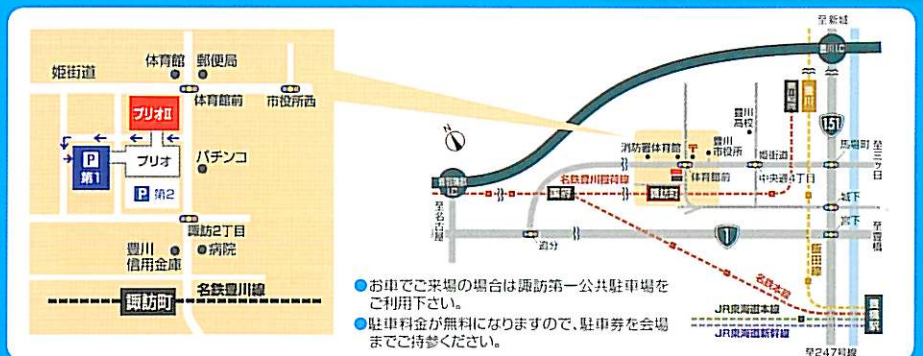 体育館
郵便局
姫街道
体育館前
市役所西
プリオⅡ
P
第1
プリオ
パチンコ
P 第2
諏訪2丁目
豊川
信用金庫
病院
名鉄豊川線
諏訪町
至新城
豊川I.C
151
豊川
高校
馬場町
至三ヶ日
消防署
体育館
〒
豊川
市役所
姫街道
体育館前
中央通4丁目
名鉄豊川稲荷線
諏訪町
城下
宮下
至豊橋
至名古屋
追分
1
飯田線
名鉄本線
豊橋駅
JR東海道本線
JR東海道新幹線
至247号線
●お車でご来場の場合は諏訪第一公共駐車場を
ご利用下さい。
●駐車料金が無料になりますので、駐車券を会場
までご持参ください。